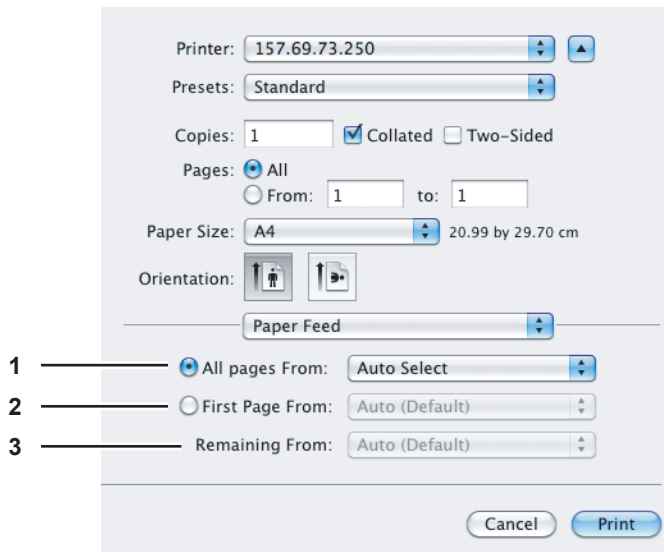 Printer: 157.69.73.250
Presets: Standard
Copies: 1 Collated Two-Sided
Pages: All
From: 1 to: 1
Paper Size: A4 20.99 by 29.70 cm
Orientation:
Paper Feed
1 All pages From: Auto Select
2 First Page From: Auto (Default)
3 Remaining From: Auto (Default)
Cancel Print